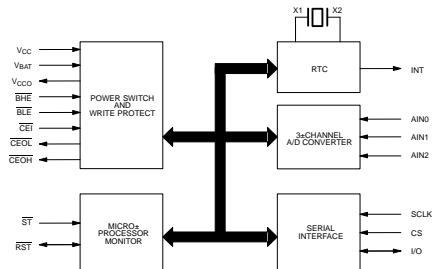 X1 X2
VCC
VBAT
VCCO
BHE
BLE
CEI
CEOL
CEOH
POWER SWITCH
AND
WRITE PROTECT
RTC
INT
3±CHANNEL
A/D CONVERTER
AIN0
AIN1
AIN2
ST
RST
MICRO±
PROCESSOR
MONITOR
SERIAL
INTERFACE
SCLK
CS
I/O